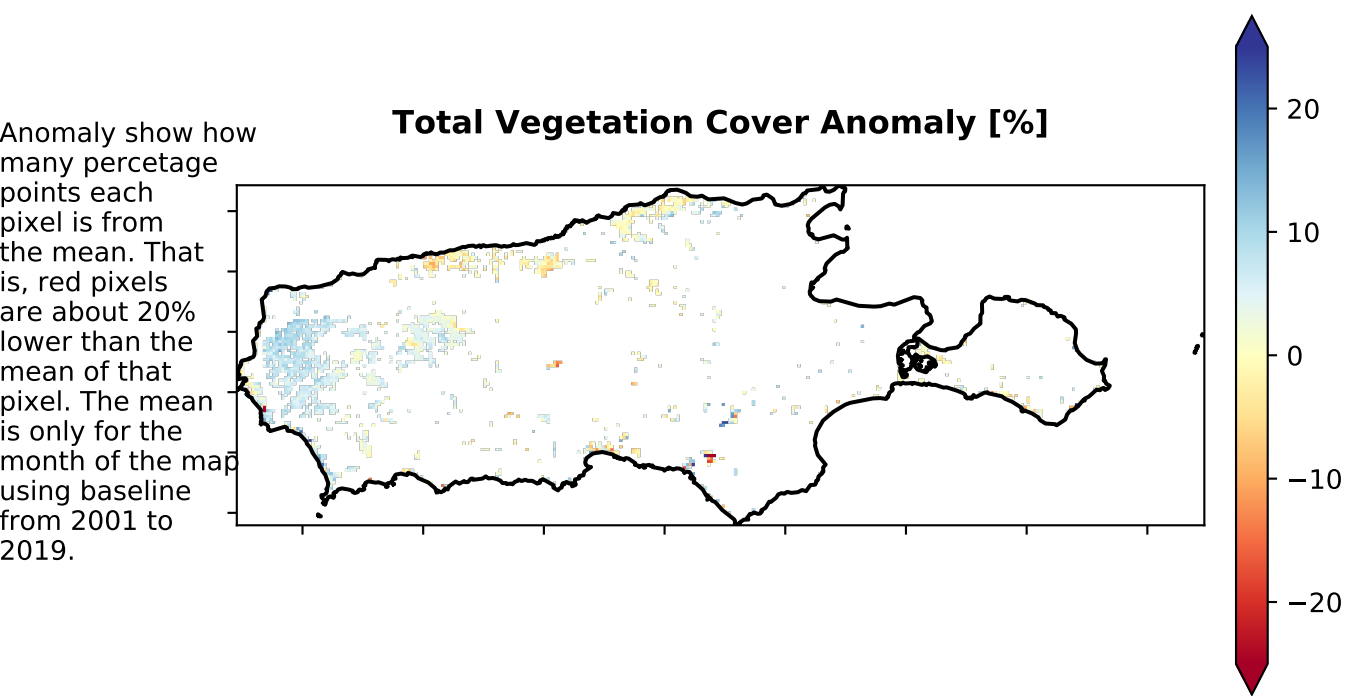 Total Vegetation Cover Anomaly [%]
Anomaly show how
many percetage
points each
pixel is from
the mean. That
is, red pixels
are about 20%
lower than the
mean of that
pixel. The mean
is only for the
month of the map
using baseline
from 2001 to
2019.
20
10
0
−10
−20